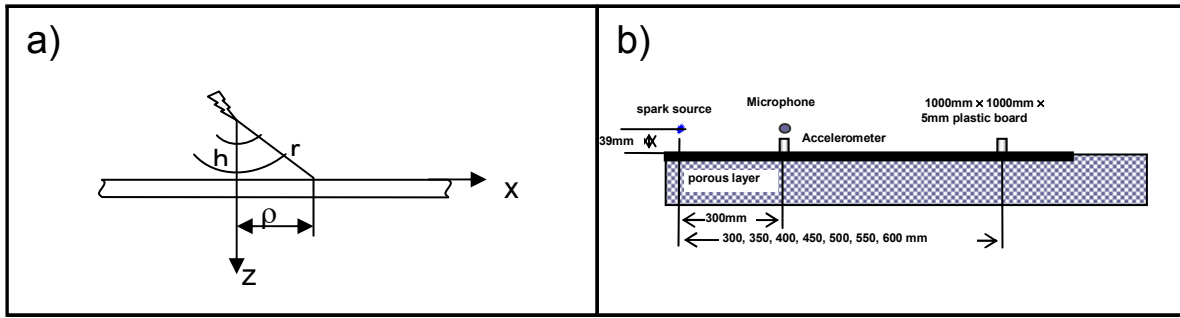 a)
h
r
x
ρ
z
b)
spark source
Microphone
1000mm × 1000mm ×
5mm plastic board
39mm
Accelerometer
porous layer
300mm
300, 350, 400, 450, 500, 550, 600 mm